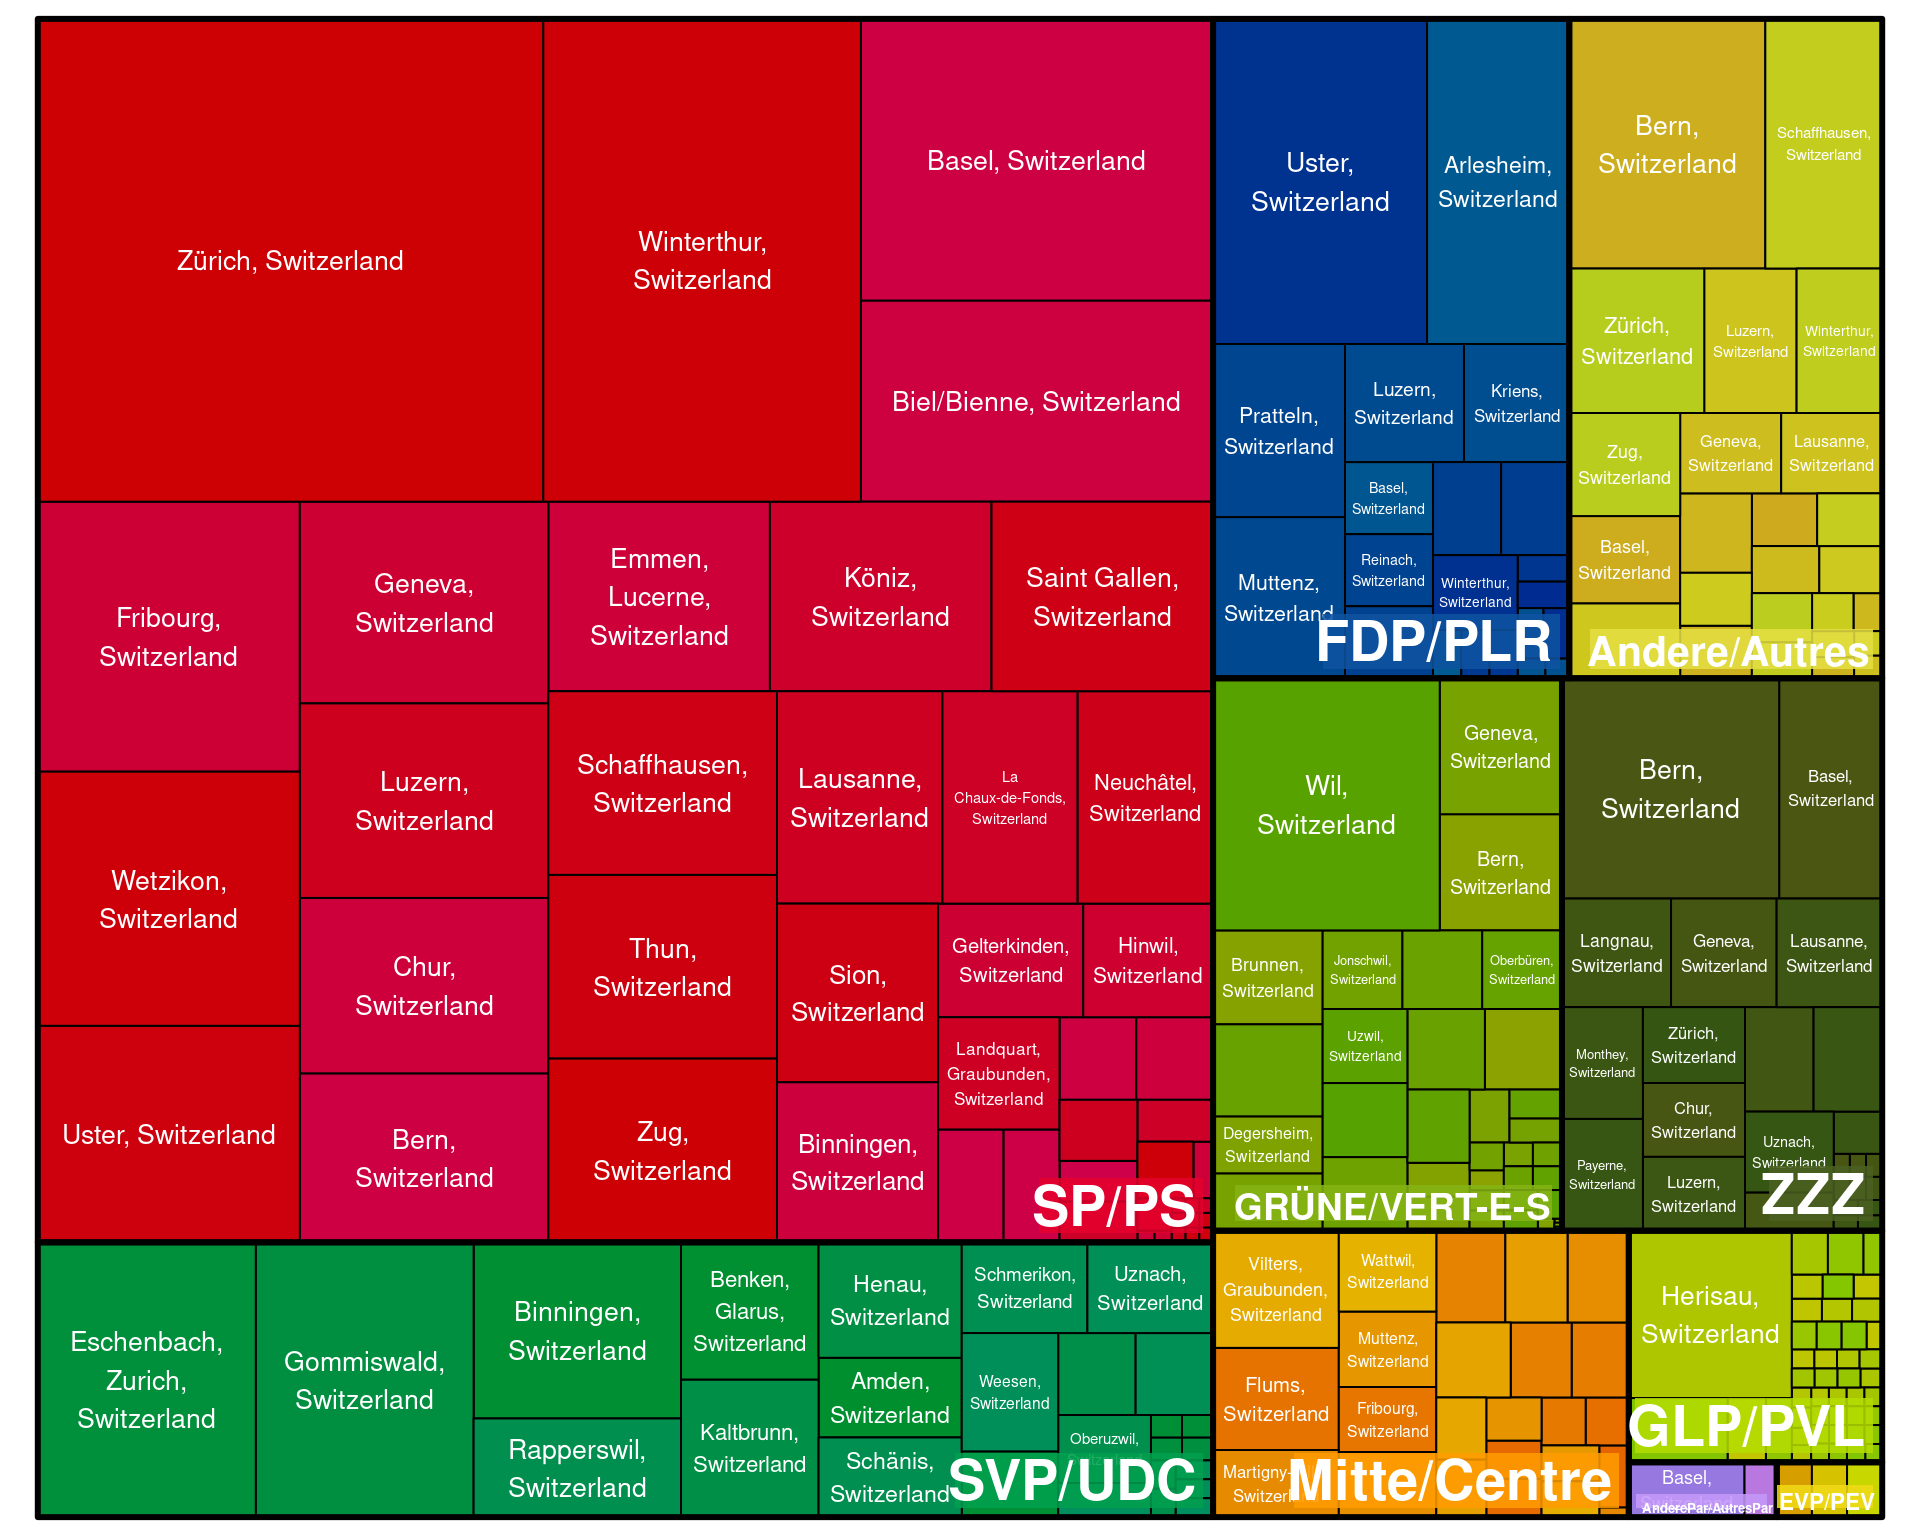 Zürich, Switzerland
Winterthur,
Switzerland
Basel, Switzerland
Biel/Bienne, Switzerland
Fribourg,
Switzerland
Geneva,
Switzerland
Emmen,
Lucerne,
Switzerland
Köniz,
Switzerland
Saint Gallen,
Switzerland
Wetzikon,
Switzerland
Luzern,
Switzerland
Schaffhausen,
Switzerland
Lausanne,
Switzerland
La
Chaux-de-Fonds,
Switzerland
Neuchâtel,
Switzerland
Chur,
Switzerland
Thun,
Switzerland
Sion,
Switzerland
Gelterkinden,
Switzerland
Hinwil,
Switzerland
Landquart,
Graubunden,
Switzerland
Uster, Switzerland
Bern,
Switzerland
Zug,
Switzerland
Binningen,
Switzerland
SP/PS
Eschenbach,
Zurich,
Switzerland
Gommiswald,
Switzerland
Binningen,
Switzerland
Rapperswil,
Switzerland
Benken,
Glarus,
Switzerland
Kaltbrunn,
Switzerland
Henau,
Switzerland
Amden,
Switzerland
Schänis,
Switzerland
Schmerikon,
Switzerland
Uznach,
Switzerland
Weesen,
Switzerland
Oberuzwil,
SVP/UDC
Uster,
Switzerland
Arlesheim,
Switzerland
Pratteln,
Switzerland
Luzern,
Switzerland
Kriens,
Switzerland
Basel,
Switzerland
Reinach,
Switzerland
Muttenz,
Switzerland
Winterthur,
Switzerland
FDP/PLR
Bern,
Switzerland
Schaffhausen,
Switzerland
Zürich,
Switzerland
Luzern,
Switzerland
Winterthur,
Switzerland
Zug,
Switzerland
Geneva,
Switzerland
Lausanne,
Switzerland
Basel,
Switzerland
Andere/Autres
Wil,
Switzerland
Geneva,
Switzerland
Bern,
Switzerland
Brunnen,
Switzerland
Jonschwil,
Switzerland
Oberbüren,
Switzerland
Uzwil,
Switzerland
Degersheim,
Switzerland
GRÜNE/VERT-E-S
Bern,
Switzerland
Basel,
Switzerland
Langnau,
Switzerland
Geneva,
Switzerland
Lausanne,
Switzerland
Monthey,
Switzerland
Zürich,
Switzerland
Chur,
Switzerland
Payerne,
Switzerland
Luzern,
Switzerland
Uznach,
Switzerland
ZZZ
Vilters,
Graubunden,
Switzerland
Wattwil,
Switzerland
Muttenz,
Switzerland
Flums,
Switzerland
Fribourg,
Switzerland
Mitte/Centre
Herisau,
Switzerland
GLP/PVL
Basel,
AnderePar/AutresPar
EVP/PEV